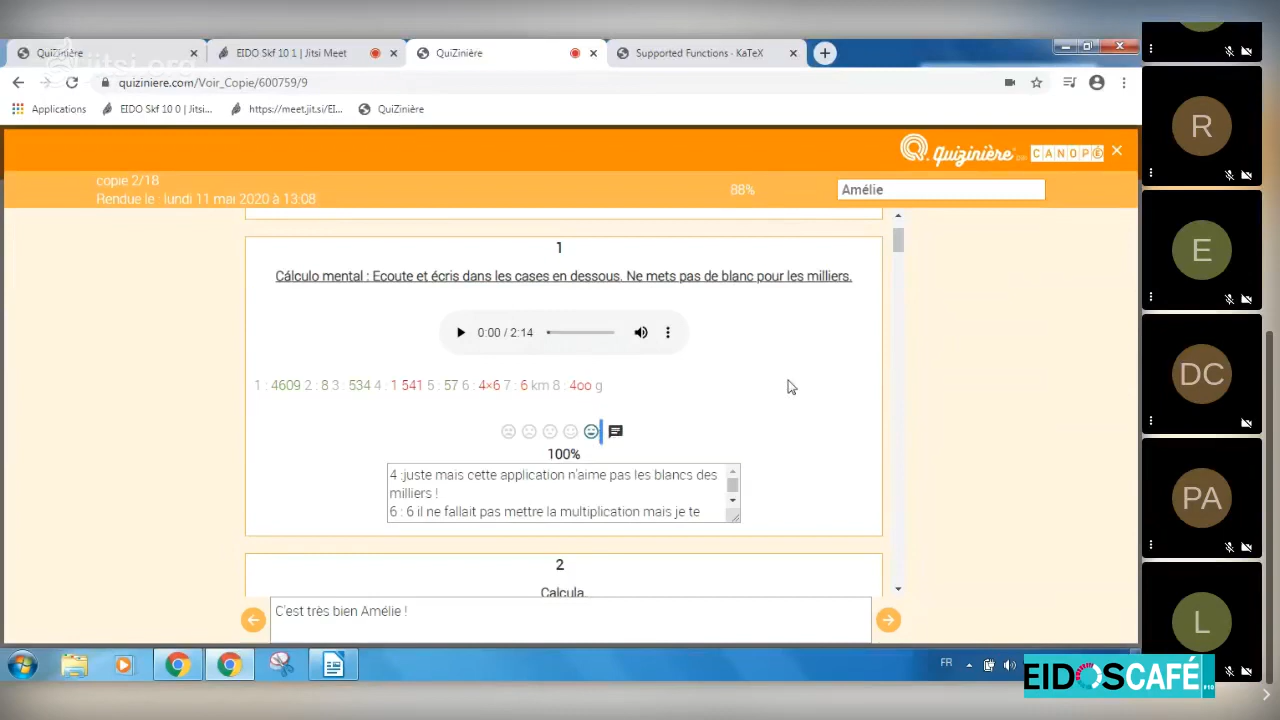 jitsi.org
QuiZinière
EIDO Skf 10 1 | Jitsi Meet
QuiZinière
Supported Functions - KaTeX
quiziniere.com/Voir_Copie/600759/9
Applications
EIDO Skf 10 0 | Jitsi...
https://meet.jit.si/EI...
QuiZinière
Quizinière
CANOPÉ
copie 2/18
Rendue le lundi 11 mai 2020 à 13:08
88%
Amélie
1
Cálculo mental : Ecoute et écris dans les cases en dessous. Ne mets pas de blanc pour les milliers.
0:00 / 2:14
1 : 4609 2 : 8 3 : 534 4 : 1 541 5 : 57 6 : 4×6 7 : 6 km 8 : 4oo g
100%
4 :juste mais cette application n'aime pas les blancs des
milliers !
6 : 6 il ne fallait pas mettre la multiplication mais je te
2
Calcula.
C'est très bien Amélie !
R
E
DC
PA
L
FR
EIDOSCAFÉ
#10